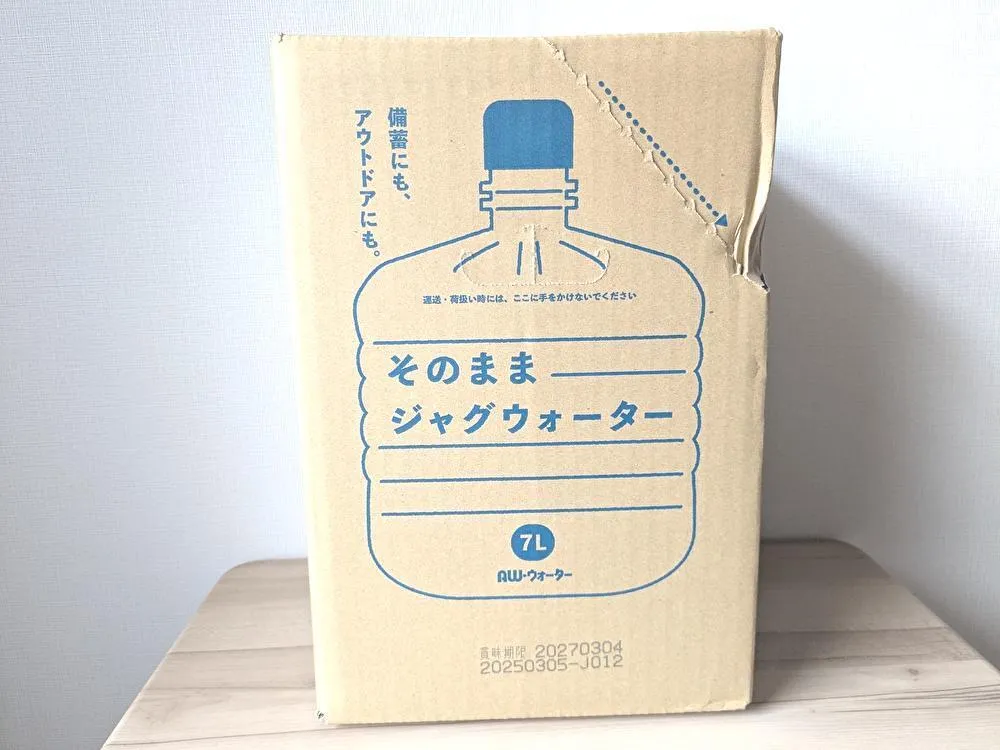 備蓄にも、
アウトドアにも。
運送・荷扱い時には、ここに手をかけないでください
そのまま
ジャグウォーター
7L
AW・ウォーター
賞味期限 20270304
20250305-J012